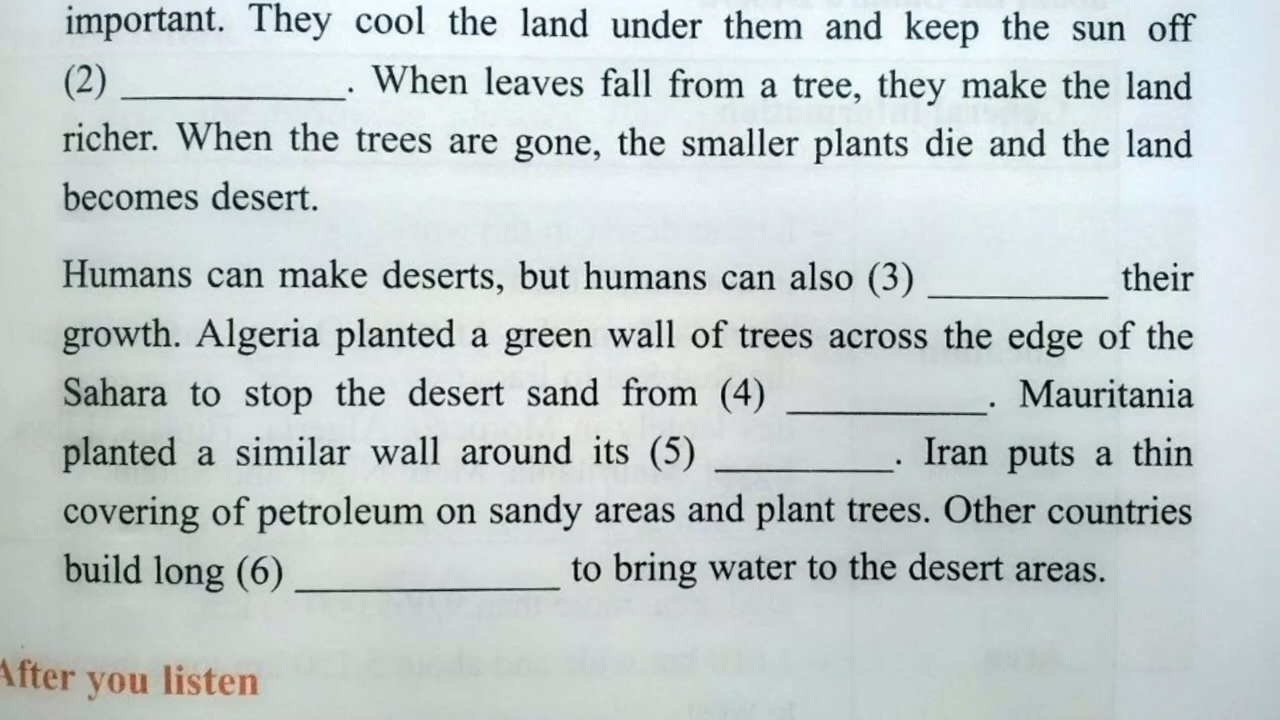 important. They cool the land under them and keep the sun off
(2) ____________. When leaves fall from a tree, they make the land
richer. When the trees are gone, the smaller plants die and the land
becomes desert.
Humans can make deserts, but humans can also (3) __________ their
growth. Algeria planted a green wall of trees across the edge of the
Sahara to stop the desert sand from (4) ___________. Mauritania
planted a similar wall around its (5) ___________. Iran puts a thin
covering of petroleum on sandy areas and plant trees. Other countries
build long (6) ______________ to bring water to the desert areas.
After you listen